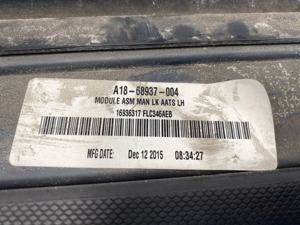 A18-68937-004
MODULE ASM MAN LK AATS LH
16936317 FLC346AEB
MFG DATE: Dec 12 2015 08:34:27